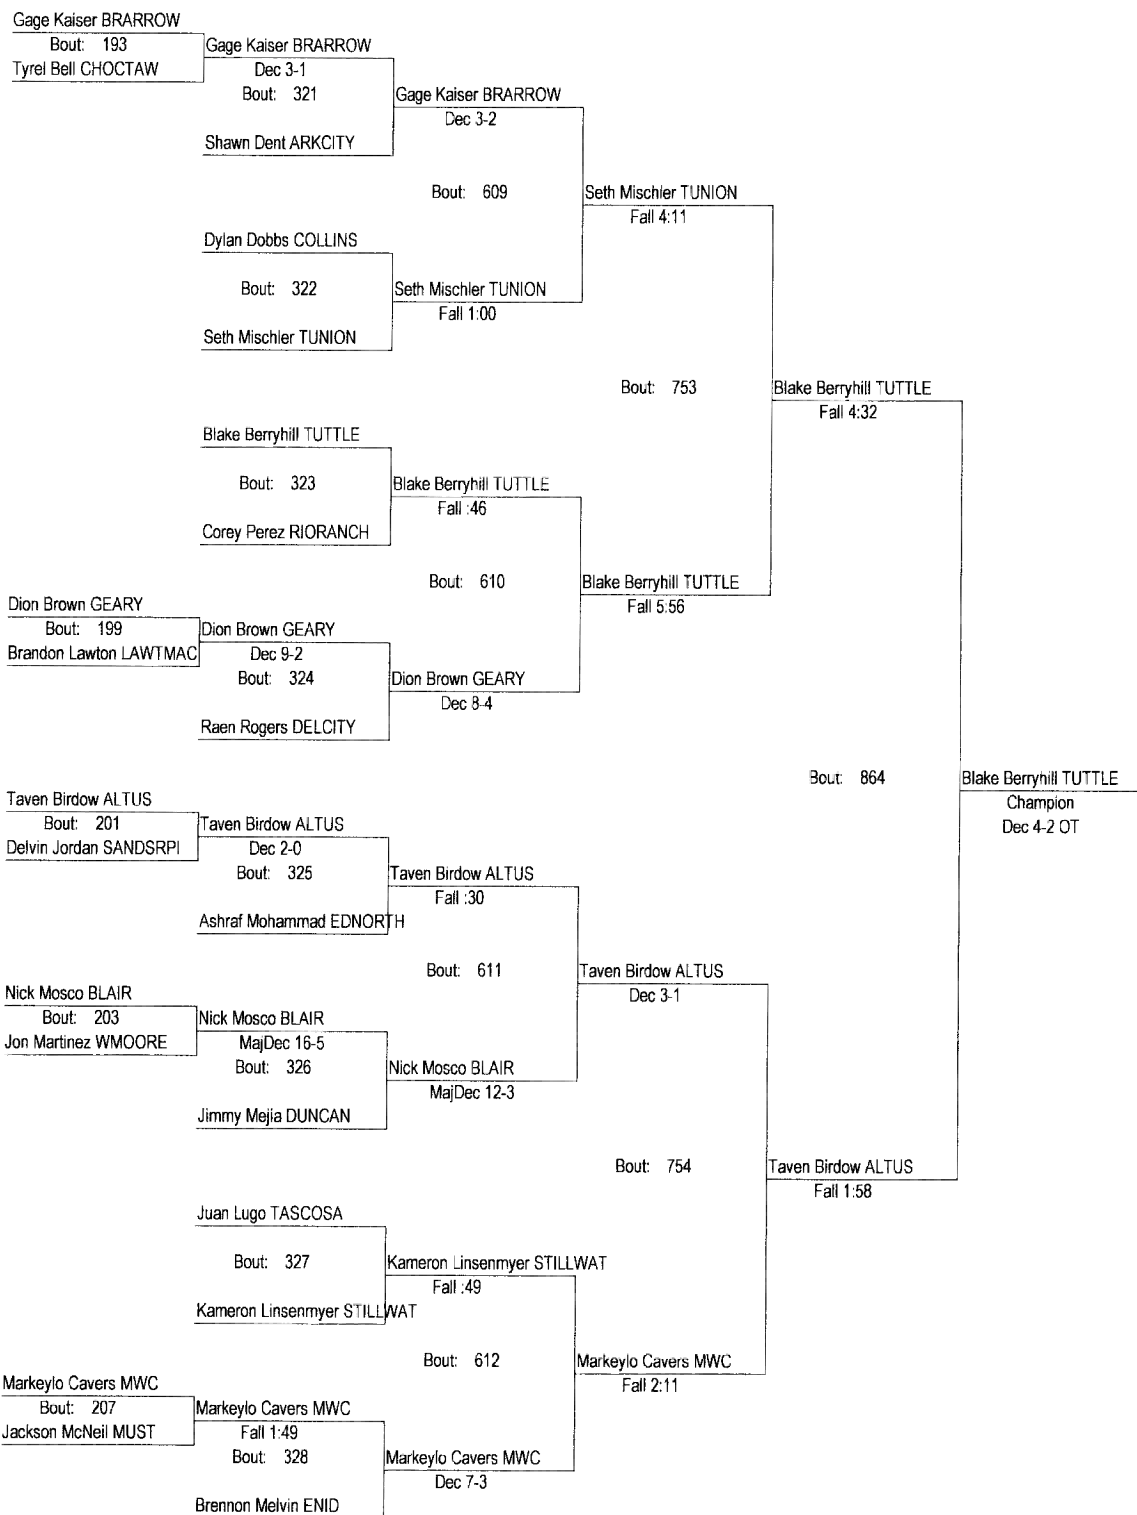 Gage Kaiser BRARROW
Bout: 193
Tyrel Bell CHOCTAW
Gage Kaiser BRARROW
Dec 3-1
Bout: 321
Shawn Dent ARKCITY
Gage Kaiser BRARROW
Dec 3-2
Bout: 609
Seth Mischler TUNION
Fall 4:11
Dylan Dobbs COLLINS
Bout: 322
Seth Mischler TUNION
Fall 1:00
Seth Mischler TUNION
Bout: 753
Blake Berryhill TUTTLE
Fall 4:32
Blake Berryhill TUTTLE
Bout: 323
Blake Berryhill TUTTLE
Fall :46
Corey Perez RIORANCH
Bout: 610
Blake Berryhill TUTTLE
Fall 5:56
Dion Brown GEARY
Bout: 199
Brandon Lawton LAWTMAC
Dion Brown GEARY
Dec 9-2
Bout: 324
Dion Brown GEARY
Dec 8-4
Raen Rogers DELCITY
Bout: 864
Blake Berryhill TUTTLE
Champion
Dec 4-2 OT
Taven Birdow ALTUS
Bout: 201
Delvin Jordan SANDSRPI
Taven Birdow ALTUS
Dec 2-0
Bout: 325
Taven Birdow ALTUS
Fall :30
Ashraf Mohammad EDNORTH
Bout: 611
Taven Birdow ALTUS
Dec 3-1
Nick Mosco BLAIR
Bout: 203
Jon Martinez WMOORE
Nick Mosco BLAIR
MajDec 16-5
Bout: 326
Nick Mosco BLAIR
MajDec 12-3
Jimmy Mejia DUNCAN
Bout: 754
Taven Birdow ALTUS
Fall 1:58
Juan Lugo TASCOSA
Bout: 327
Kameron Linsenmyer STILLWAT
Fall :49
Kameron Linsenmyer STILLWAT
Bout: 612
Markeylo Cavers MWC
Fall 2:11
Markeylo Cavers MWC
Bout: 207
Jackson McNeil MUST
Markeylo Cavers MWC
Fall 1:49
Bout: 328
Markeylo Cavers MWC
Dec 7-3
Brennon Melvin ENID